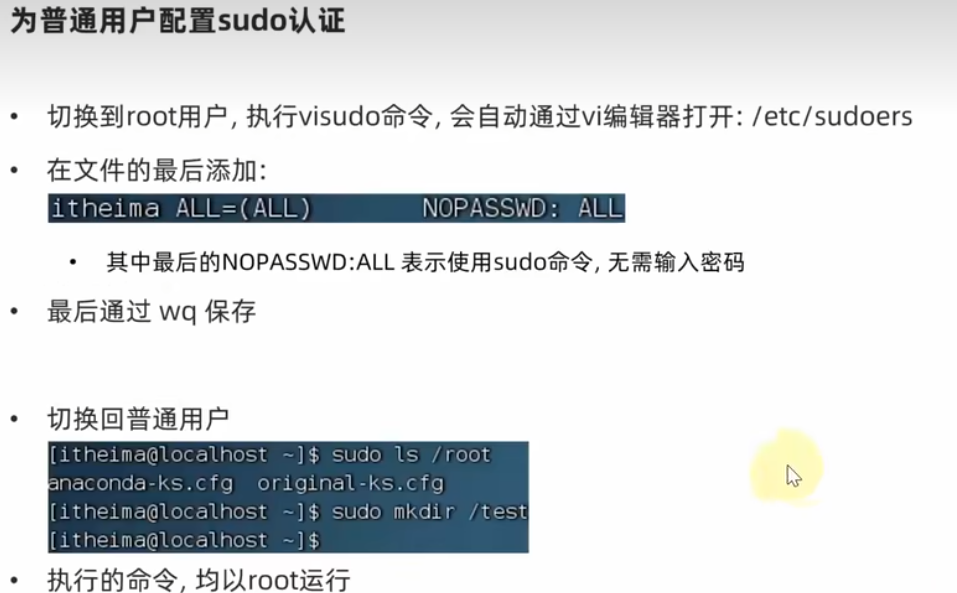 为普通用户配置sudo认证
• 切换到root用户, 执行visudo命令, 会自动通过vi编辑器打开: /etc/sudoers
• 在文件的最后添加:
itheima ALL=(ALL)       NOPASSWD: ALL
• 其中最后的NOPASSWD:ALL 表示使用sudo命令, 无需输入密码
• 最后通过 wq 保存
• 切换回普通用户
[itheima@localhost ~]$ sudo ls /root
anaconda-ks.cfg  original-ks.cfg
[itheima@localhost ~]$ sudo mkdir /test
[itheima@localhost ~]$
• 执行的命令, 均以root运行